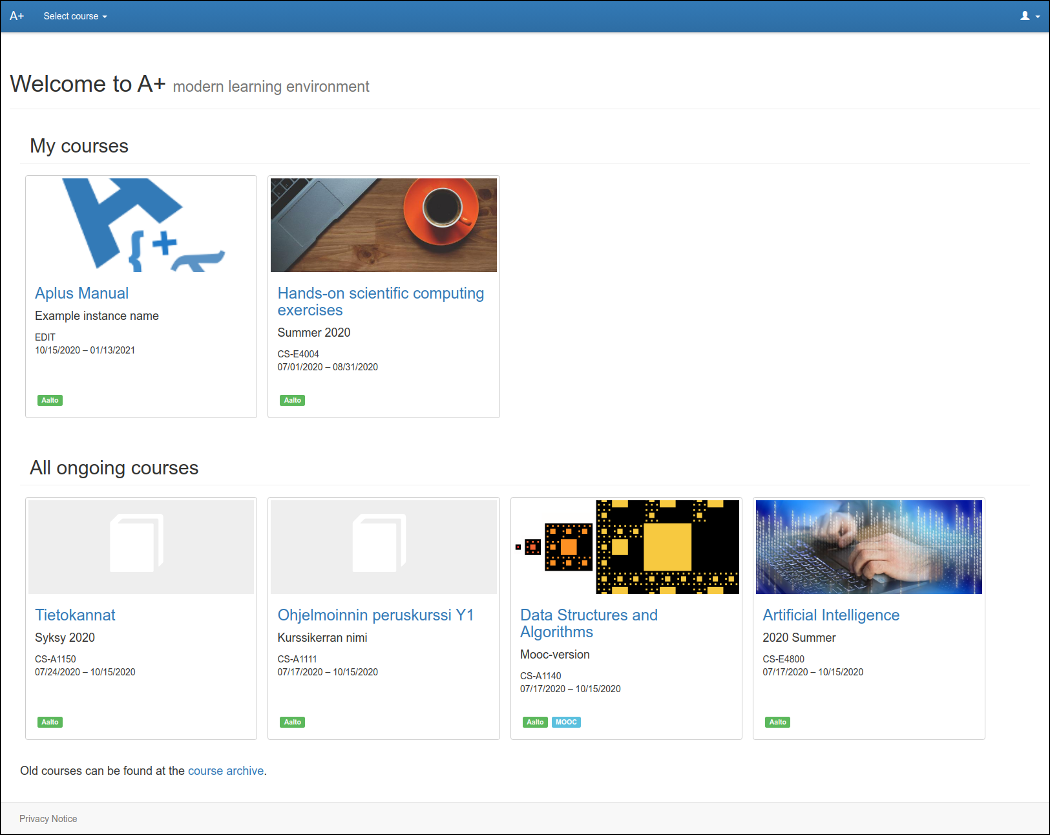 A+ Select course
Welcome to A+ modern learning environment
My courses
Aplus Manual
Example instance name
EDIT
10/15/2020 – 01/13/2021
Aalto
Hands-on scientific computing
exercises
Summer 2020
CS-E4004
07/01/2020 – 08/31/2020
Aalto
All ongoing courses
Tietokannat
Syksy 2020
CS-A1150
07/24/2020 – 10/15/2020
Aalto
Ohjelmoinnin peruskurssi Y1
Kurssikerran nimi
CS-A1111
07/17/2020 – 10/15/2020
Aalto
Data Structures and
Algorithms
Mooc-version
CS-A1140
07/17/2020 – 10/15/2020
Aalto MOOC
Artificial Intelligence
2020 Summer
CS-E4800
07/17/2020 – 10/15/2020
Aalto
Old courses can be found at the course archive.
Privacy Notice